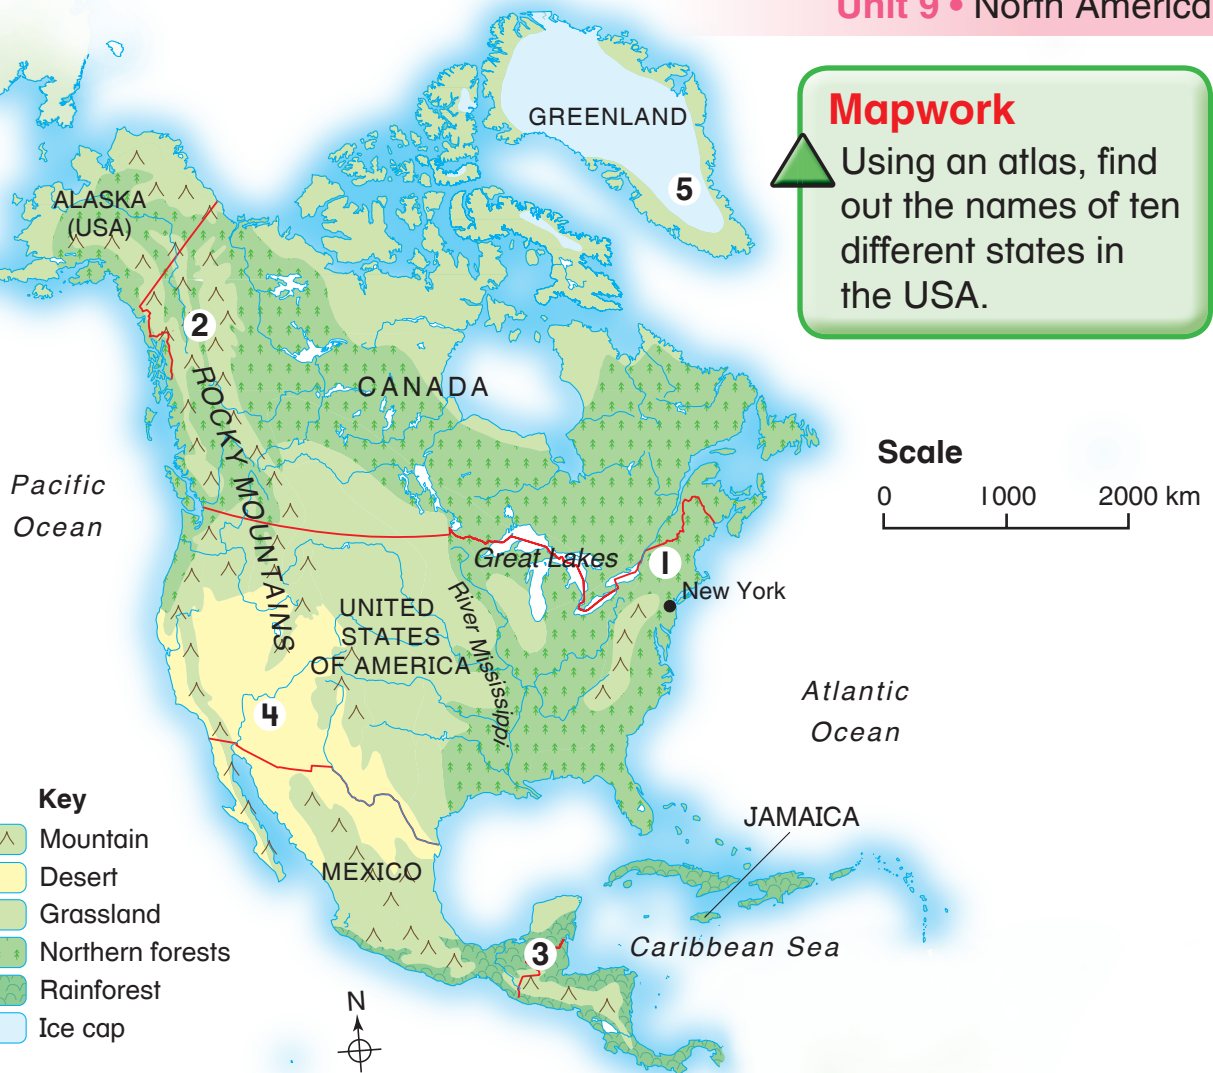 Unit 9 • North America
Mapwork
Using an atlas, find
out the names of ten
different states in
the USA.
GREENLAND
5
ALASKA
(USA)
2
CANADA
ROCKY MOUNTAINS
Pacific
Ocean
Scale
0 1000 2000 km
Great Lakes
1
New York
UNITED
STATES
OF AMERICA
River Mississippi
4
Atlantic
Ocean
MEXICO
JAMAICA
3
Caribbean Sea
Key
Mountain
Desert
Grassland
Northern forests
Rainforest
Ice cap
N